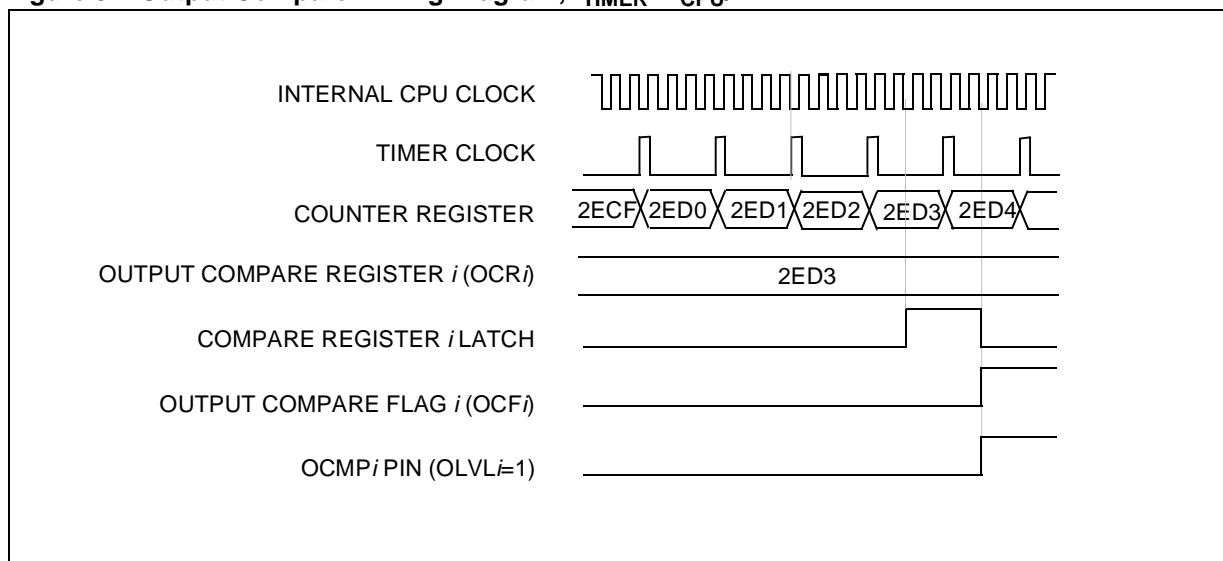 INTERNAL CPU CLOCK
TIMER CLOCK
COUNTER REGISTER 2ECF 2ED0 2ED1 2ED2 2ED3 2ED4
OUTPUT COMPARE REGISTER i (OCRi) 2ED3
COMPARE REGISTER i LATCH
OUTPUT COMPARE FLAG i (OCFi)
OCMPi PIN (OLVLi=1)